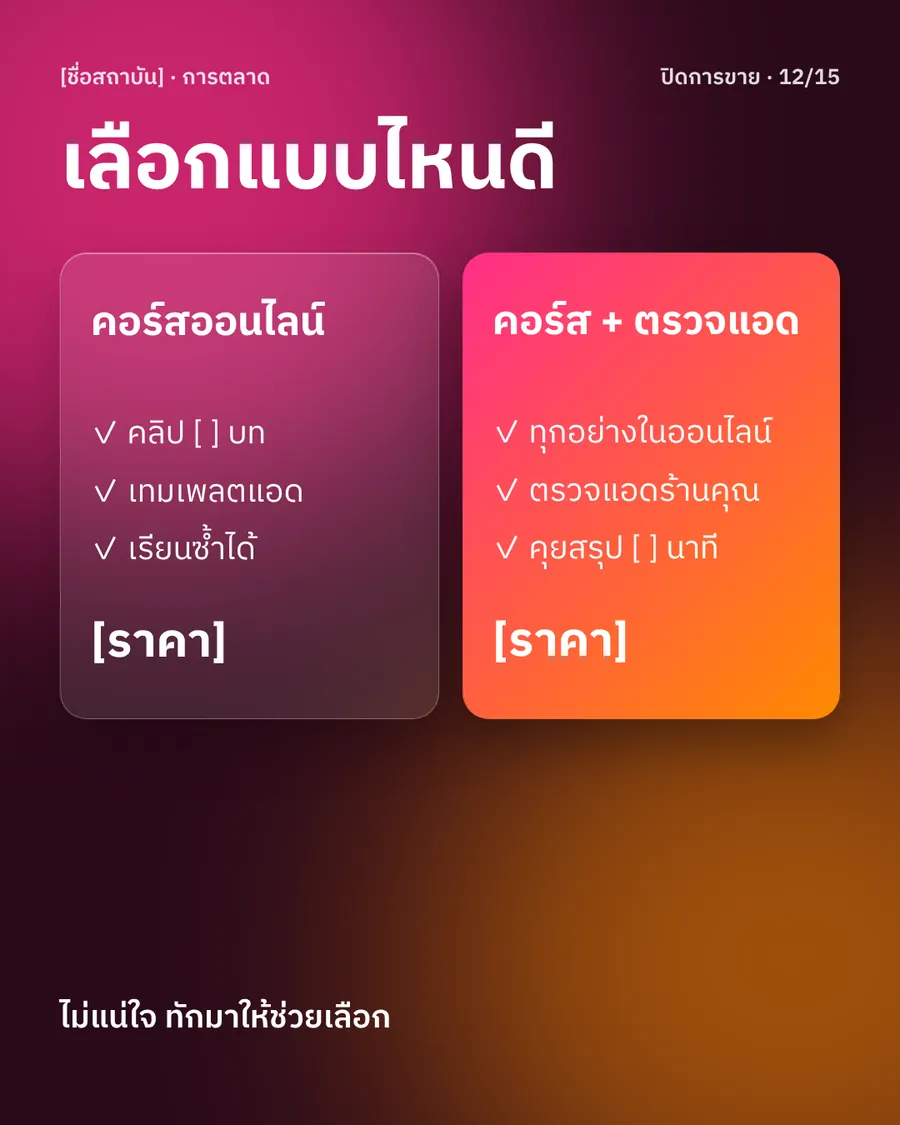 [ชื่อสถาบัน] · การตลาด
ปิดการขาย · 12/15
เลือกแบบไหนดี
คอร์สออนไลน์
✓ คลิป [ ] บท
✓ เทมเพลตแอด
✓ เรียนซ้ำได้
[ราคา]
คอร์ส + ตรวจแอด
✓ ทุกอย่างในออนไลน์
✓ ตรวจแอดร้านคุณ
✓ คุยสรุป [ ] นาที
[ราคา]
ไม่แน่ใจ ทักมาให้ช่วยเลือก